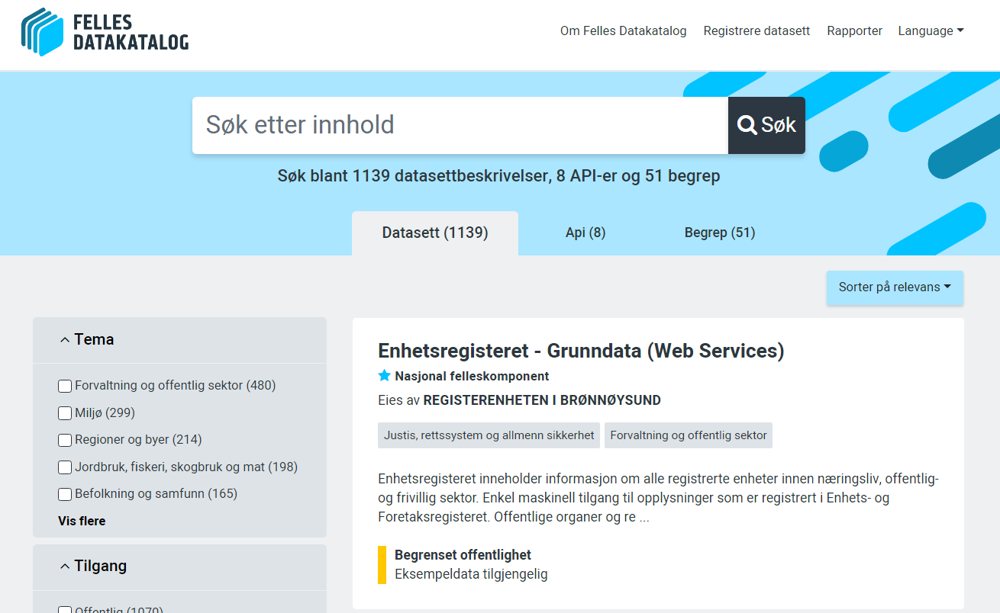 FELLES
DATAKATALOG
Om Felles Datakatalog Registrere datasett Rapporter Language
Søk etter innhold
Søk
Søk blant 1139 datasettbeskrivelser, 8 API-er og 51 begrep
Datasett (1139) Api (8) Begrep (51)
Sorter på relevans
Tema
Forvaltning og offentlig sektor (480)
Miljø (299)
Regioner og byer (214)
Jordbruk, fiskeri, skogbruk og mat (198)
Befolkning og samfunn (165)
Vis flere
Tilgang
Offentlig (1070)
Enhetsregisteret - Grunndata (Web Services)
Nasjonal felleskomponent
Eies av REGISTERENHETEN I BRØNNØYSUND
Justis, rettssystem og allmenn sikkerhet Forvaltning og offentlig sektor
Enhetsregisteret inneholder informasjon om alle registrerte enheter innen næringsliv, offentlig-
og frivillig sektor. Enkel maskinell tilgang til opplysninger som er registrert i Enhets- og
Foretaksregisteret. Offentlige organer og re ...
Begrenset offentlighet
Eksempeldata tilgjengelig